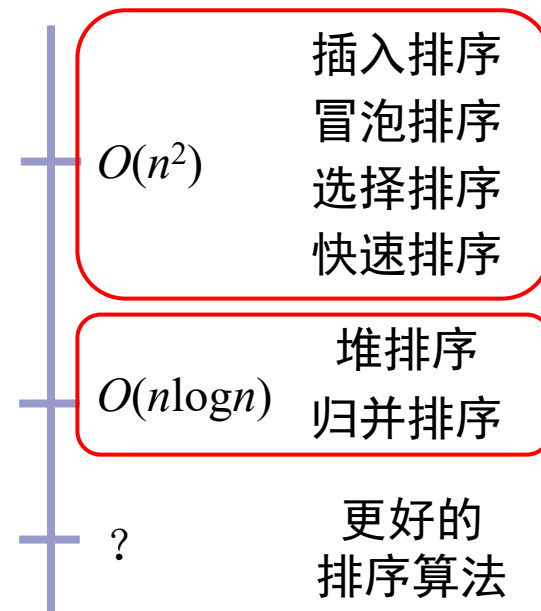 插入排序
冒泡排序
O(n²)
选择排序
快速排序
堆排序
O(nlogn)
归并排序
?
更好的
排序算法